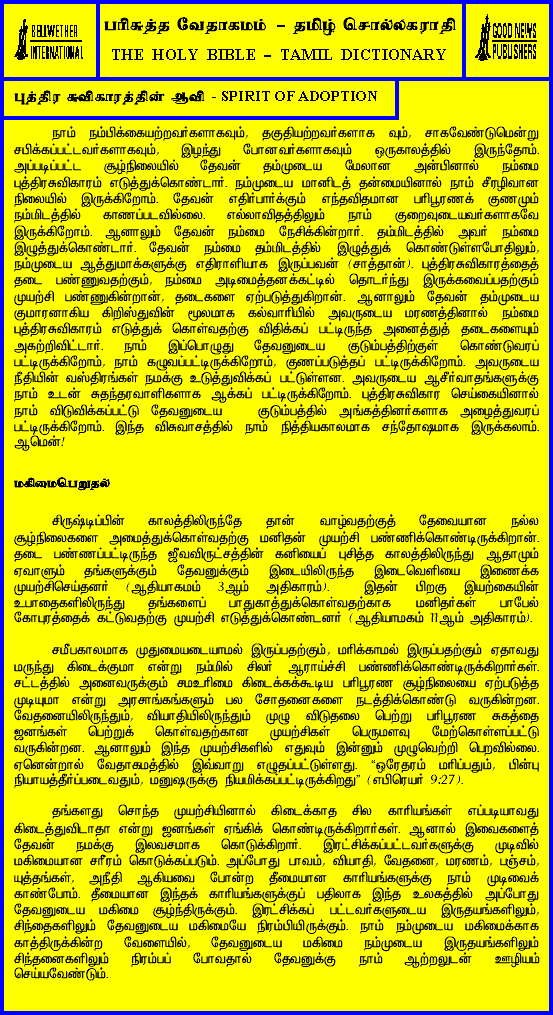 BELLWETHER
INTERNATIONAL
பரிசுத்த வேதாகமம் – தமிழ் சொல்லகராதி
THE HOLY BIBLE – TAMIL DICTIONARY
GOOD NEWS
PUBLISHERS
புத்திர சுவிகாரத்தின் ஆவி - SPIRIT OF ADOPTION
நாம் நம்பிக்கையற்றவர்களாகவும், தகுதியற்றவர்களாக வும், சாகவேண்டுமென்று
சபிக்கப்பட்டவர்களாகவும், இழந்து போனவர்களாகவும் ஒருகாலத்தில் இருந்தோம்.
அப்படிப்பட்ட சூழ்நிலையில் தேவன் தம்முடைய மேலான அன்பினால் நம்மை
புத்திரசுவிகாரம் எடுத்துக்கொண்டார். நம்முடைய மானிடத் தன்மையினால் நாம் சீரழிவான
நிலையில் இருக்கிறோம். தேவன் எதிர்பார்க்கும் எந்தவிதமான பரிபூரணக் குணமும்
நம்மிடத்தில் காணப்படவில்லை. எல்லாவிதத்திலும் நாம் குறைவுடையவர்களாகவே
இருக்கிறோம். ஆனாலும் தேவன் நம்மை நேசிக்கின்றார். தம்மிடத்தில் அவர் நம்மை
இழுத்துக்கொண்டார். தேவன் நம்மை தம்மிடத்தில் இழுத்துக் கொண்டுள்ளபோதிலும்,
நம்முடைய ஆத்துமாக்களுக்கு எதிராளியாக இருப்பவன் (சாத்தான்). புத்திரசுவிகாரத்தைத்
தடை பண்ணுவதற்கும், நம்மை அடிமைத்தனக்கட்டில் தொடர்ந்து இருக்கவைப்பதற்கும்
முயற்சி பண்ணுகின்றான், தடைகளை ஏற்படுத்துகிறான். ஆனாலும் தேவன் தம்முடைய
குமாரனாகிய கிறிஸ்துவின் மூலமாக கல்வாரியில் அவருடைய மரணத்தினால் நம்மை
புத்திரசுவிகாரம் எடுத்துக் கொள்வதற்கு விதிக்கப் பட்டிருந்த அனைத்துத் தடைகளையும்
அகற்றிவிட்டார். நாம் இப்பொழுது தேவனுடைய குடும்பத்திற்குள் கொண்டுவரப்
பட்டிருக்கிறோம், நாம் கழுவப்பட்டிருக்கிறோம், குணப்படுத்தப் பட்டிருக்கிறோம். அவருடைய
நீதியின் வஸ்திரங்கள் நமக்கு உடுத்துவிக்கப் பட்டுள்ளன. அவருடைய ஆசீர்வாதங்களுக்கு
நாம் உடன் சுதந்தரவாளிகளாக ஆக்கப் பட்டிருக்கிறோம். புத்திரசுவிகார செய்கையினால்
நாம் விடுவிக்கப்பட்டு தேவனுடைய குடும்பத்தில் அங்கத்தினர்களாக அழைத்துவரப்
பட்டிருக்கிறோம். இந்த விசுவாசத்தில் நாம் நித்தியகாலமாக சந்தோஷமாக இருக்கலாம்.
ஆமென்!
மகிமைபெறுதல்
சிருஷ்டிப்பின் காலத்திலிருந்தே தான் வாழ்வதற்குத் தேவையான நல்ல
சூழ்நிலைகளை அமைத்துக்கொள்வதற்கு மனிதன் முயற்சி பண்ணிக்கொண்டிருக்கிறான்.
தடை பண்ணப்பட்டிருந்த ஜீவவிருட்சத்தின் கனியைப் புசித்த காலத்திலிருந்து ஆதாமும்
ஏவாளும் தங்களுக்கும் தேவனுக்கும் இடையிலிருந்த இடைவெளியை இணைக்க
முயற்சிசெய்தனர் (ஆதியாகமம் 3ஆம் அதிகாரம்). இதன் பிறகு இயற்கையின்
உபாதைகளிலிருந்து தங்களைப் பாதுகாத்துக்கொள்வதற்காக மனிதர்கள் பாபேல்
கோபுரத்தைக் கட்டுவதற்கு முயற்சி எடுத்துக்கொண்டனர் (ஆதியாமகம் 11ஆம் அதிகாரம்).
சமீபகாலமாக முதுமையடையாமல் இருப்பதற்கும், மரிக்காமல் இருப்பதற்கும் ஏதாவது
மருந்து கிடைக்குமா என்று நம்மில் சிலர் ஆராய்ச்சி பண்ணிக்கொண்டிருக்கிறார்கள்.
சட்டத்தில் அனைவருக்கும் சமஉரிமை கிடைக்கக்கூடிய பரிபூரண சூழ்நிலையை ஏற்படுத்த
முடியுமா என்று அரசாங்கங்களும் பல சோதனைகளை நடத்திக்கொண்டு வருகின்றன.
வேதனையிலிருந்தும், வியாதியிலிருந்தும் முழு விடுதலை பெற்று பரிபூரண சுகத்தை
ஜனங்கள் பெற்றுக் கொள்வதற்கான முயற்சிகள் பெருமளவு மேற்கொள்ளப்பட்டு
வருகின்றன. ஆனாலும் இந்த முயற்சிகளில் எதுவும் இன்னும் முழுவெற்றி பெறவில்லை.
ஏனென்றால் வேதாகமத்தில் இவ்வாறு எழுதப்பட்டுள்ளது. “ஒரேதரம் மரிப்பதும், பின்பு
நியாயத்தீர்ப்படைவதும், மனுஷருக்கு நியமிக்கப்பட்டிருக்கிறது” (எபிரெயர் 9:27).
தங்களது சொந்த முயற்சியினால் கிடைக்காத சில காரியங்கள் எப்படியாவது
கிடைத்துவிடாதா என்று ஜனங்கள் ஏங்கிக் கொண்டிருக்கிறார்கள். ஆனால் இவைகளைத்
தேவன் நமக்கு இலவசமாக கொடுக்கிறார். இரட்சிக்கப்பட்டவர்களுக்கு முடிவில்
மகிமையான சரீரம் கொடுக்கப்படும். அப்போது பாவம், வியாதி, வேதனை, மரணம், பஞ்சம்,
யுத்தங்கள், அநீதி ஆகியவை போன்ற தீமையான காரியங்களுக்கு நாம் முடிவைக்
காண்போம். தீமையான இந்தக் காரியங்களுக்குப் பதிலாக இந்த உலகத்தில் அப்போது
தேவனுடைய மகிமை சூழ்ந்திருக்கும். இரட்சிக்கப் பட்டவர்களுடைய இருதயங்களிலும்,
சிந்தைகளிலும் தேவனுடைய மகிமையே நிரம்பியிருக்கும். நாம் நம்முடைய மகிமைக்காக
காத்திருக்கின்ற வேளையில், தேவனுடைய மகிமை நம்முடைய இருதயங்களிலும்
சிந்தனைகளிலும் நிரம்பப் போவதால் தேவனுக்கு நாம் ஆற்றலுடன் ஊழியம்
செய்யவேண்டும்.